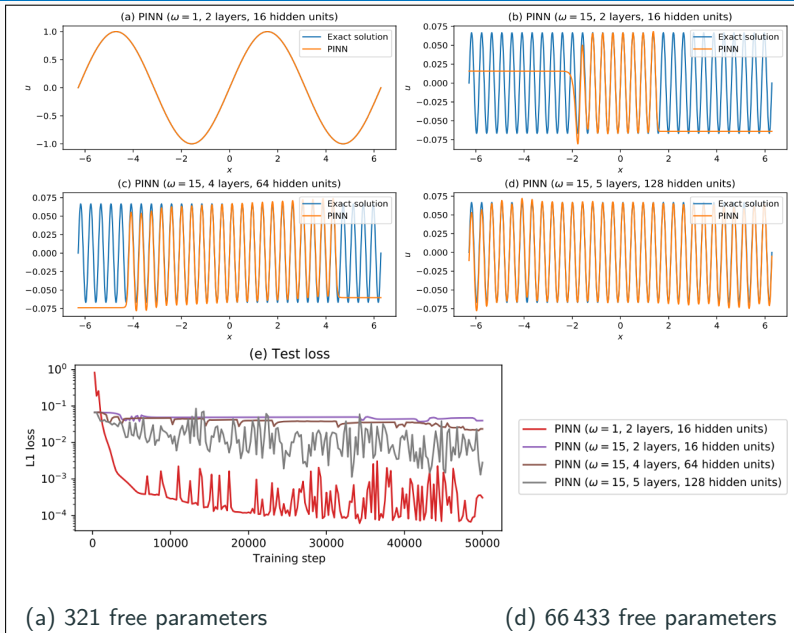 (a) PINN (ω = 1, 2 layers, 16 hidden units)
1.0
0.5
0.0
−0.5
−1.0
u
Exact solution
PINN
−6 −4 −2 0 2 4 6
x
(b) PINN (ω = 15, 2 layers, 16 hidden units)
0.075
0.050
0.025
0.000
−0.025
−0.050
−0.075
u
Exact solution
PINN
−6 −4 −2 0 2 4 6
x
(c) PINN (ω = 15, 4 layers, 64 hidden units)
0.075
0.050
0.025
0.000
−0.025
−0.050
−0.075
u
Exact solution
PINN
−6 −4 −2 0 2 4 6
x
(d) PINN (ω = 15, 5 layers, 128 hidden units)
0.075
0.050
0.025
0.000
−0.025
−0.050
−0.075
u
Exact solution
PINN
−6 −4 −2 0 2 4 6
x
(e) Test loss
10⁰
10⁻¹
10⁻²
10⁻³
10⁻⁴
L1 loss
0 10000 20000 30000 40000 50000
Training step
PINN (ω = 1, 2 layers, 16 hidden units)
PINN (ω = 15, 2 layers, 16 hidden units)
PINN (ω = 15, 4 layers, 64 hidden units)
PINN (ω = 15, 5 layers, 128 hidden units)
(a) 321 free parameters
(d) 66 433 free parameters